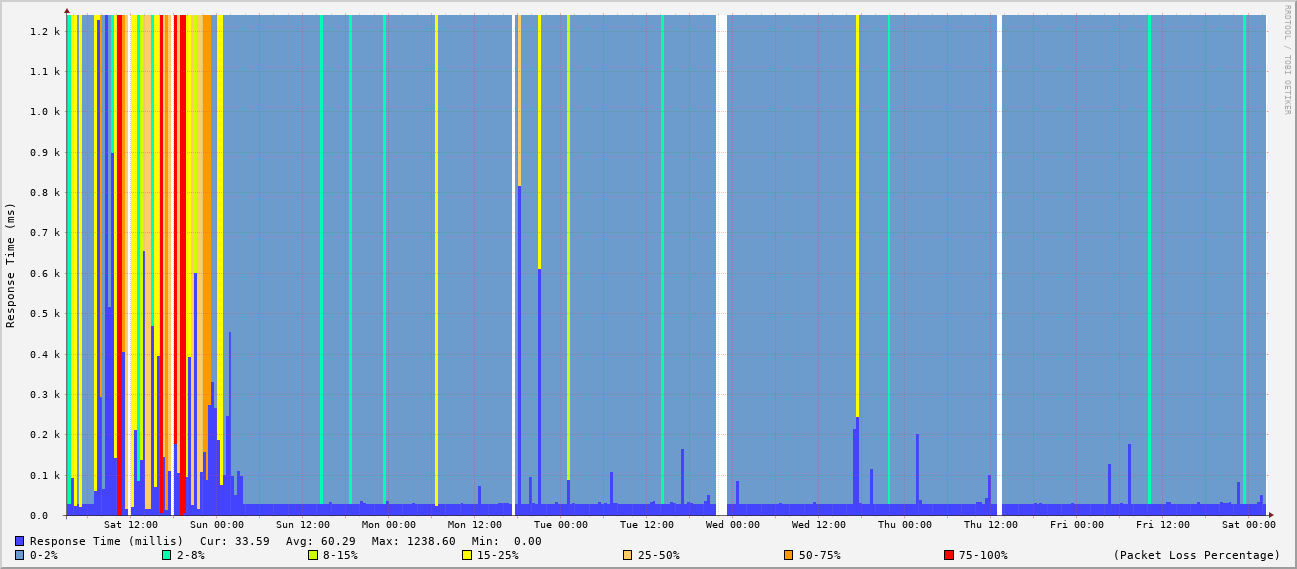 1.2 k
1.1 k
1.0 k
0.9 k
0.8 k
0.7 k
0.6 k
0.5 k
0.4 k
0.3 k
0.2 k
0.1 k
0.0
Response Time (ms)
RRDTOOL / TOBI OETIKER
Sat 12:00 Sun 00:00 Sun 12:00 Mon 00:00 Mon 12:00 Tue 00:00 Tue 12:00 Wed 00:00 Wed 12:00 Thu 00:00 Thu 12:00 Fri 00:00 Fri 12:00 Sat 00:00
Response Time (millis) Cur: 33.59 Avg: 60.29 Max: 1238.60 Min: 0.00
0-2% 2-8% 8-15% 15-25% 25-50% 50-75% 75-100% (Packet Loss Percentage)